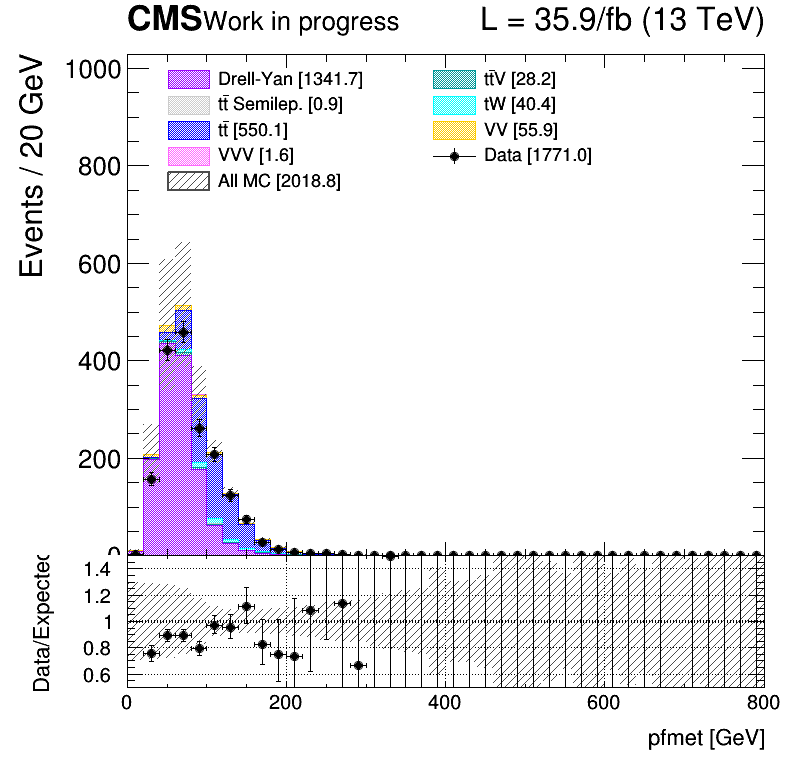 CMS Work in progress L = 35.9/fb (13 TeV)
Events / 20 GeV
1000
800
600
400
200
0
Drell-Yan [1341.7]
tt̄ Semilep. [0.9]
tt̄ [550.1]
VVV [1.6]
All MC [2018.8]
tt̄V [28.2]
tW [40.4]
VV [55.9]
Data [1771.0]
Data/Expected
1.4
1.2
1
0.8
0.6
0 200 400 600 800
pfmet [GeV]